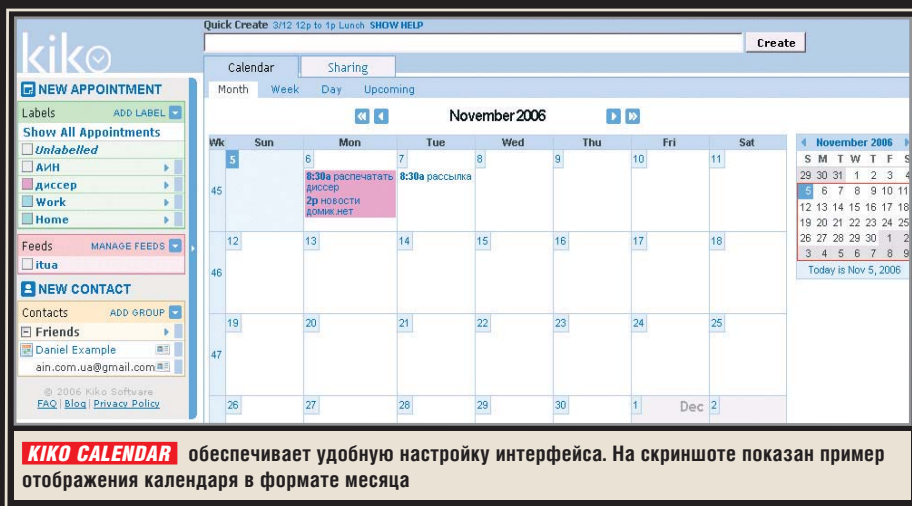 Quick Create 3/12 12p to 1p Lunch SHOW HELP
kiko
Create
Calendar Sharing
Month Week Day Upcoming
November 2006
NEW APPOINTMENT
Labels ADD LABEL
Show All Appointments
Unlabelled
АИН
диссер
Work
Home
Feeds MANAGE FEEDS
itua
NEW CONTACT
Contacts ADD GROUP
Friends
Daniel Example
ain.com.ua@gmail.com
© 2006 Kiko Software
FAQ | Blog | Privacy Policy
Wk Sun Mon Tue Wed Thu Fri Sat
5 6 7 8 9 10 11
8:30a распечатать 8:30a рассылка
диссер
45
2p новости
домик.нет
12 13 14 15 16 17 18
46
19 20 21 22 23 24 25
47
26 27 28 29 30 1 Dec 2
November 2006
S M T W T F S
29 30 31 1 2 3 4
5 6 7 8 9 10 11
12 13 14 15 16 17 18
19 20 21 22 23 24 25
26 27 28 29 30 1 2
3 4 5 6 7 8 9
Today is Nov 5, 2006
KIKO CALENDAR обеспечивает удобную настройку интерфейса. На скриншоте показан пример
отображения календаря в формате месяца